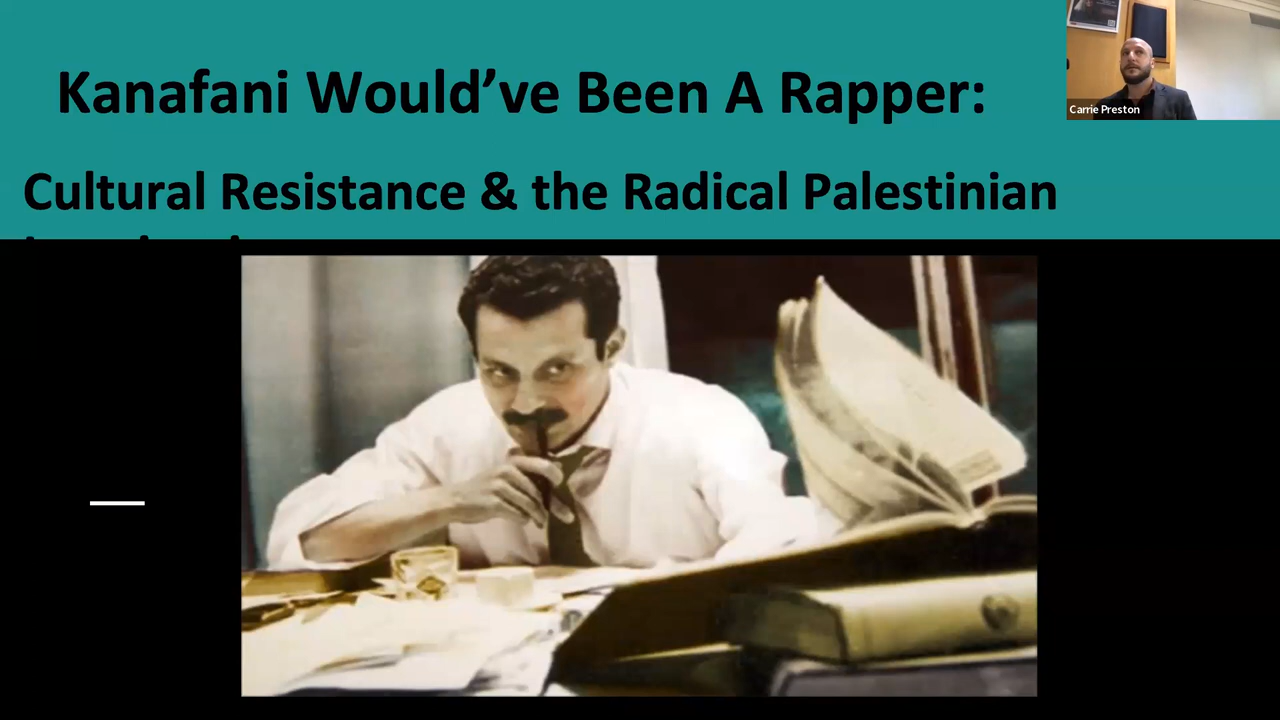 Kanafani Would’ve Been A Rapper:
Cultural Resistance & the Radical Palestinian
Carrie Preston